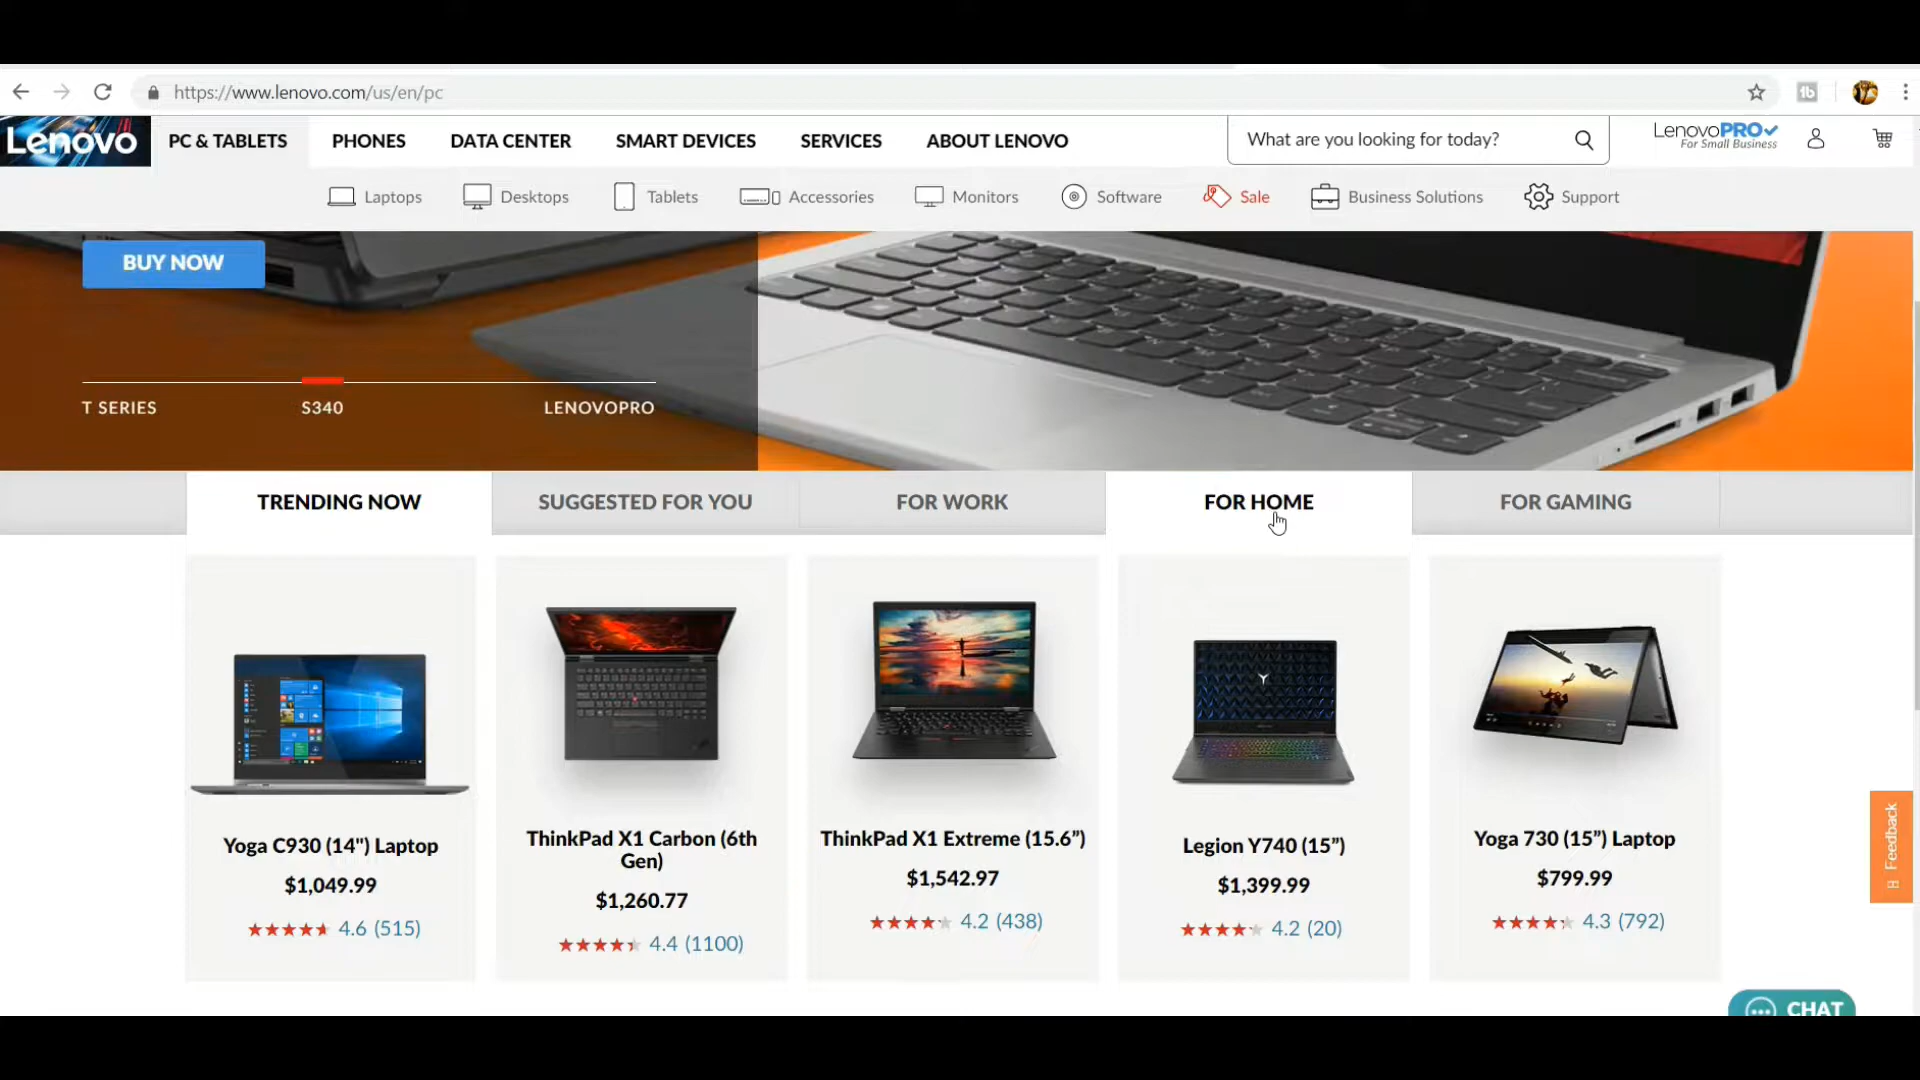 https://www.lenovo.com/us/en/pc
Lenovo
PC & TABLETS
PHONES
DATA CENTER
SMART DEVICES
SERVICES
ABOUT LENOVO
What are you looking for today?
LenovoPRO
For Small Business
Laptops
Desktops
Tablets
Accessories
Monitors
Software
Sale
Business Solutions
Support
BUY NOW
T SERIES
S340
LENOVOPRO
TRENDING NOW
SUGGESTED FOR YOU
FOR WORK
FOR HOME
FOR GAMING
Yoga C930 (14") Laptop
$1,049.99
4.6 (515)
ThinkPad X1 Carbon (6th
Gen)
$1,260.77
4.4 (1100)
ThinkPad X1 Extreme (15.6”)
$1,542.97
4.2 (438)
Legion Y740 (15”)
$1,399.99
4.2 (20)
Yoga 730 (15”) Laptop
$799.99
4.3 (792)
Feedback
CHAT